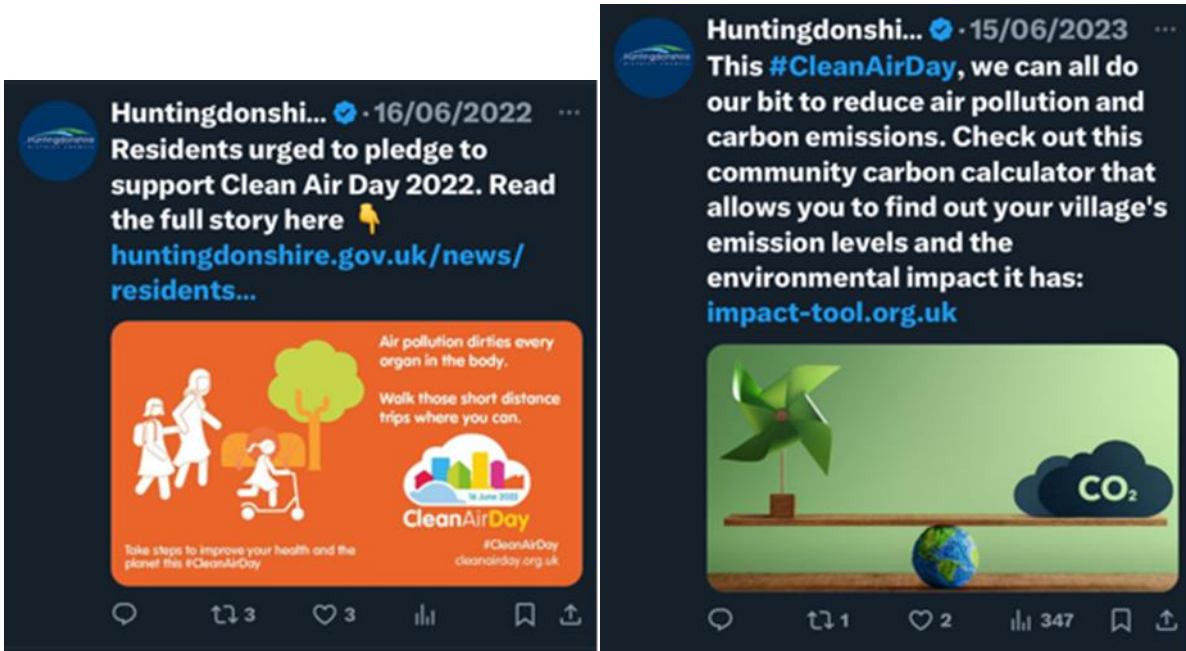 Huntingdonshi... · 16/06/2022
Residents urged to pledge to
support Clean Air Day 2022. Read
the full story here 👇
huntingdonshire.gov.uk/news/
residents...
Air pollution dirties every
organ in the body.
Walk those short distance
trips where you can.
16 June 2022
CleanAirDay
#CleanAirDay
cleanairday.org.uk
Take steps to improve your health and the
planet this #CleanAirDay
3 3
Huntingdonshi... · 15/06/2023
This #CleanAirDay, we can all do
our bit to reduce air pollution and
carbon emissions. Check out this
community carbon calculator that
allows you to find out your village's
emission levels and the
environmental impact it has:
impact-tool.org.uk
CO₂
1 2 347